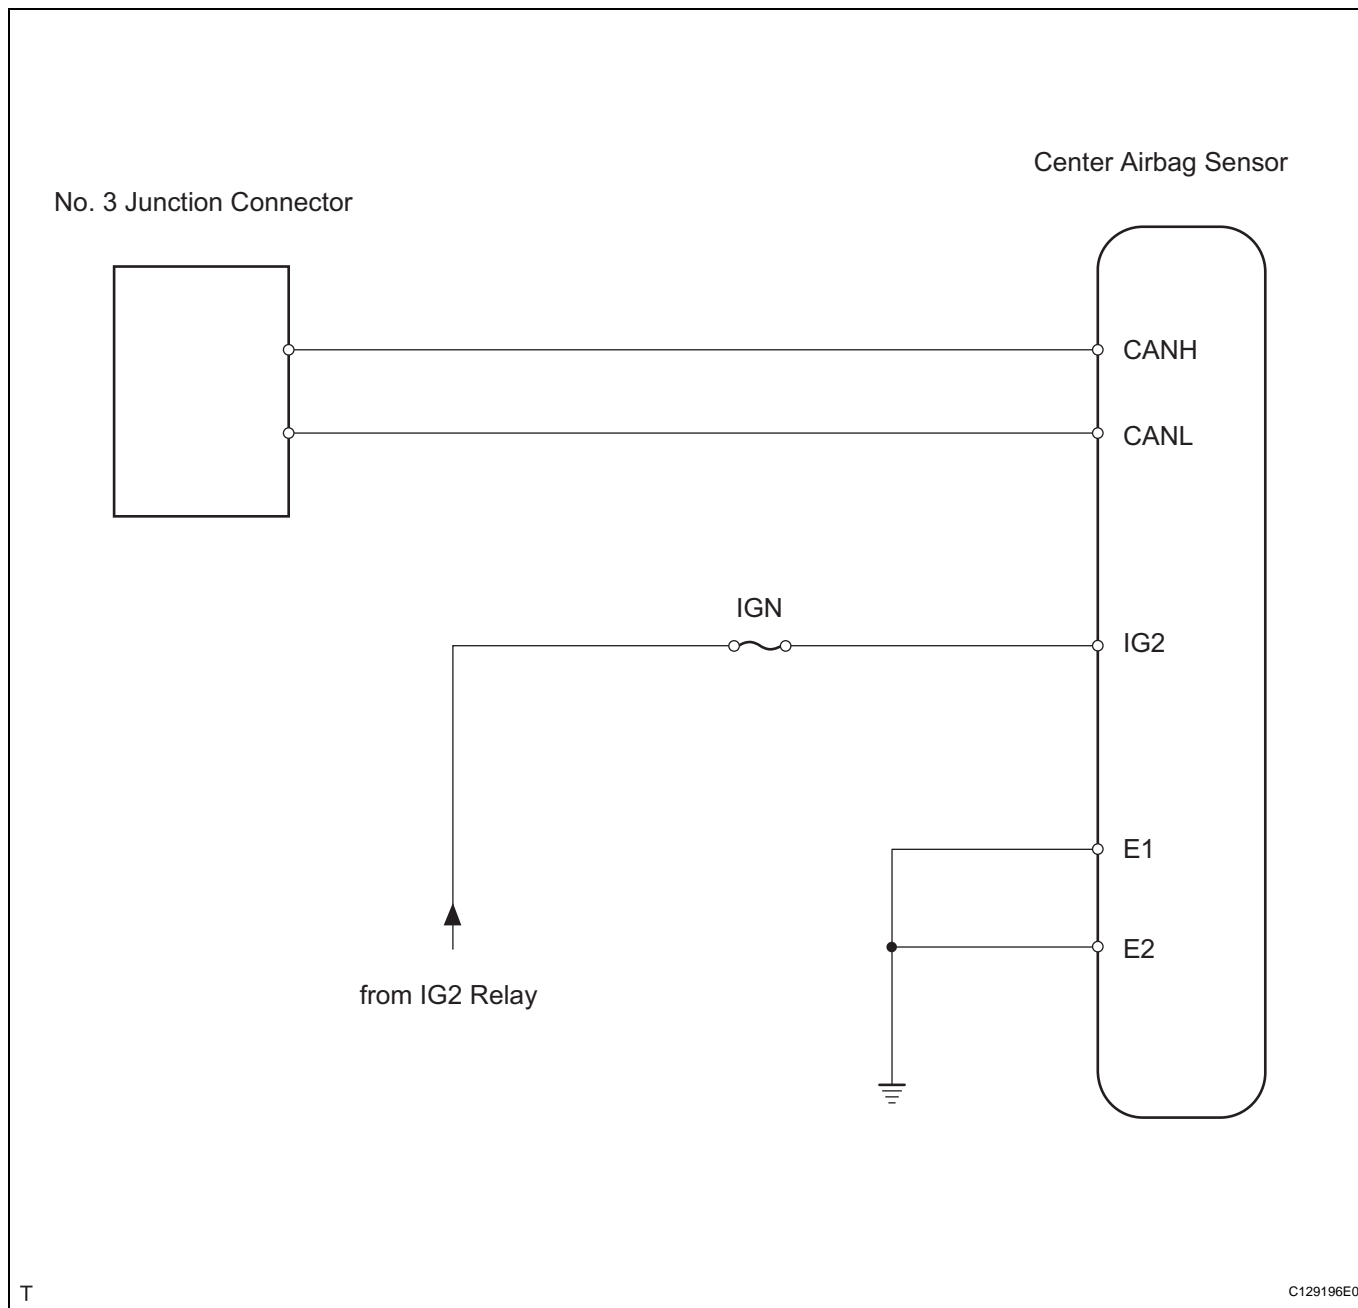 Center Airbag Sensor
No. 3 Junction Connector
CANH
CANL
IGN
IG2
E1
E2
from IG2 Relay
T
C129196E0